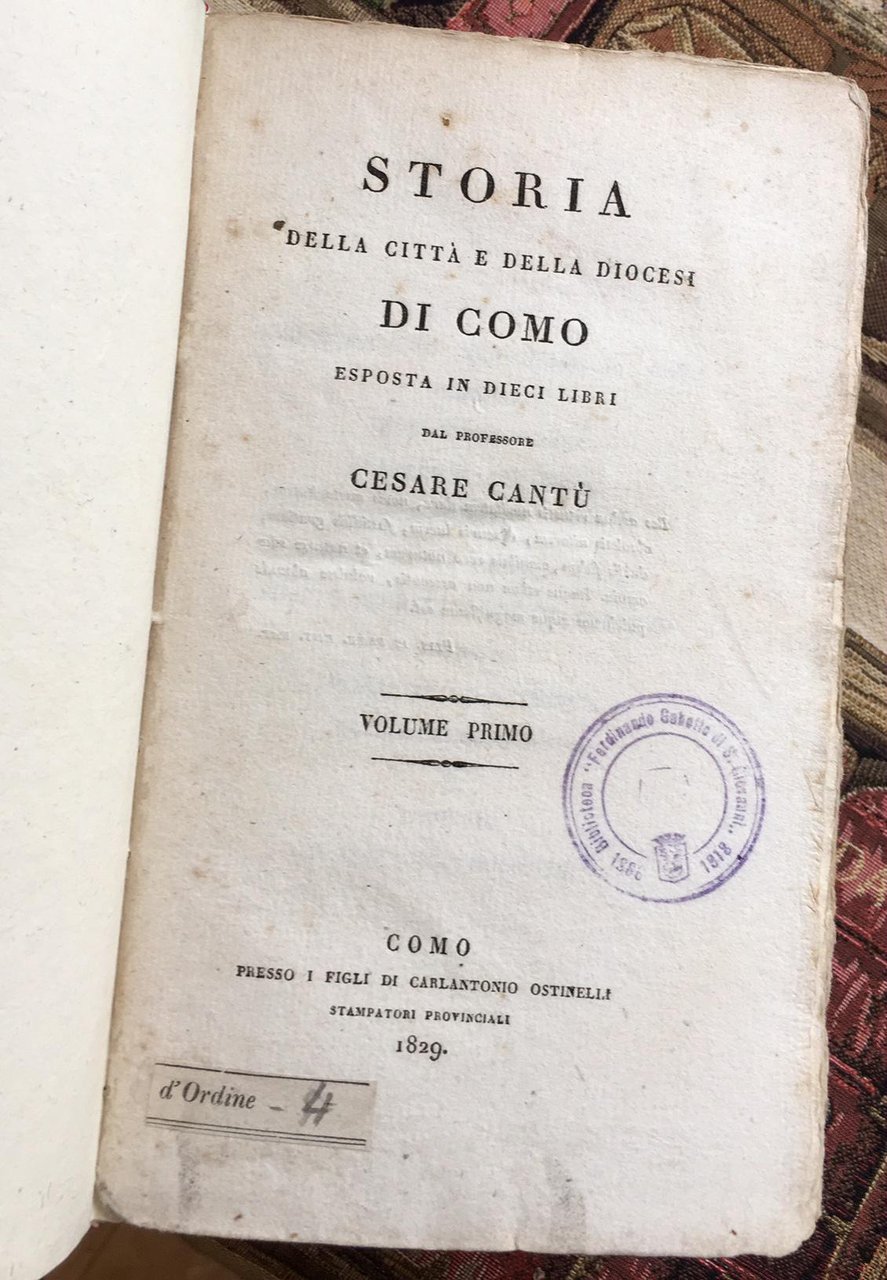 STORIA
DELLA CITTÀ E DELLA DIOCESI
DI COMO
ESPOSTA IN DIECI LIBRI
DAL PROFESSORE
CESARE CANTÙ
VOLUME PRIMO
Biblioteca "Ferdinando Gabotto di S. Giovanni"
1866 1918
COMO
PRESSO I FIGLI DI CARLANTONIO OSTINELLI
STAMPATORI PROVINCIALI
1829.
d'Ordine - 4